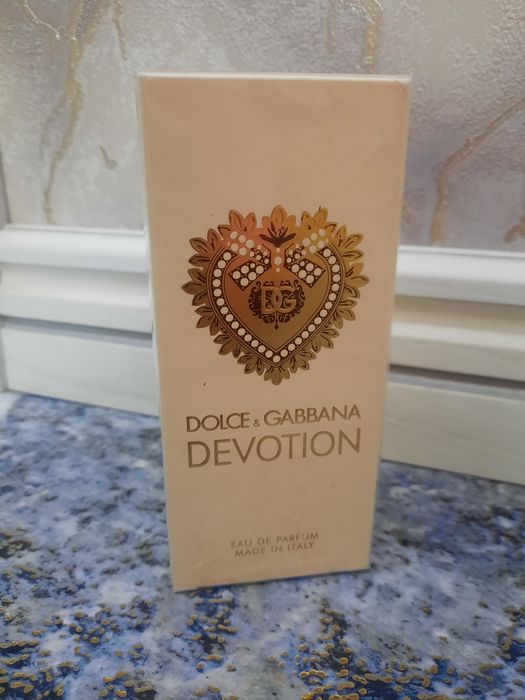 DG
DOLCE & GABBANA
DEVOTION
EAU DE PARFUM
MADE IN ITALY